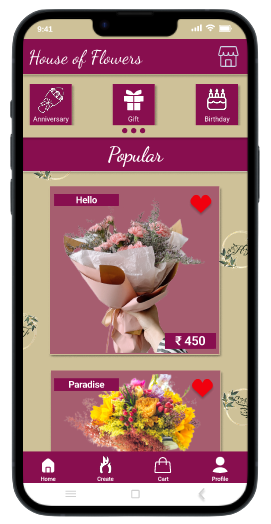 9:41
House of Flowers
Anniversary Gift Birthday
Popular
Hello
₹ 450
Paradise
Home Create Cart Profile